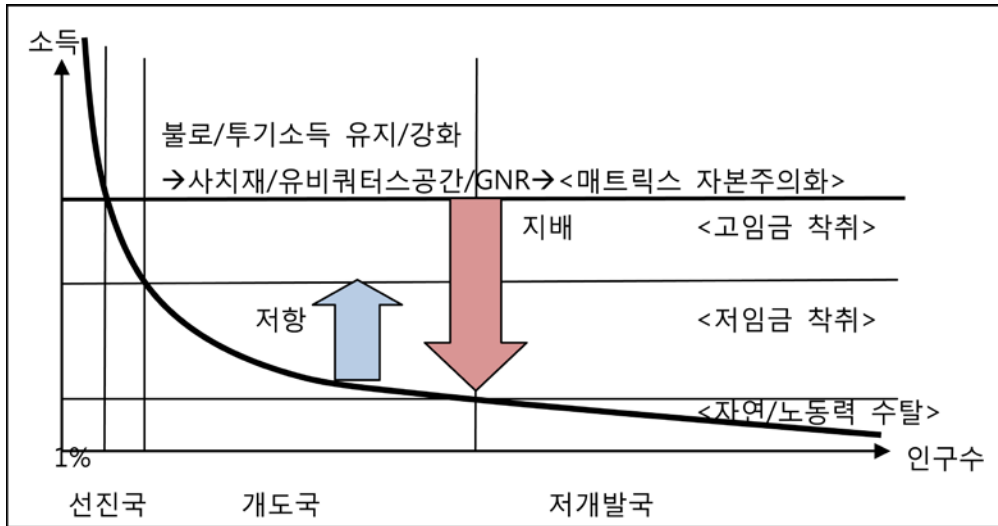 소득
불로/투기소득 유지/강화
→사치재/유비쿼터스공간/GNR→<매트릭스 자본주의화>
지배
<고임금 착취>
저항
<저임금 착취>
<자연/노동력 수탈>
1%
인구수
선진국
개도국
저개발국